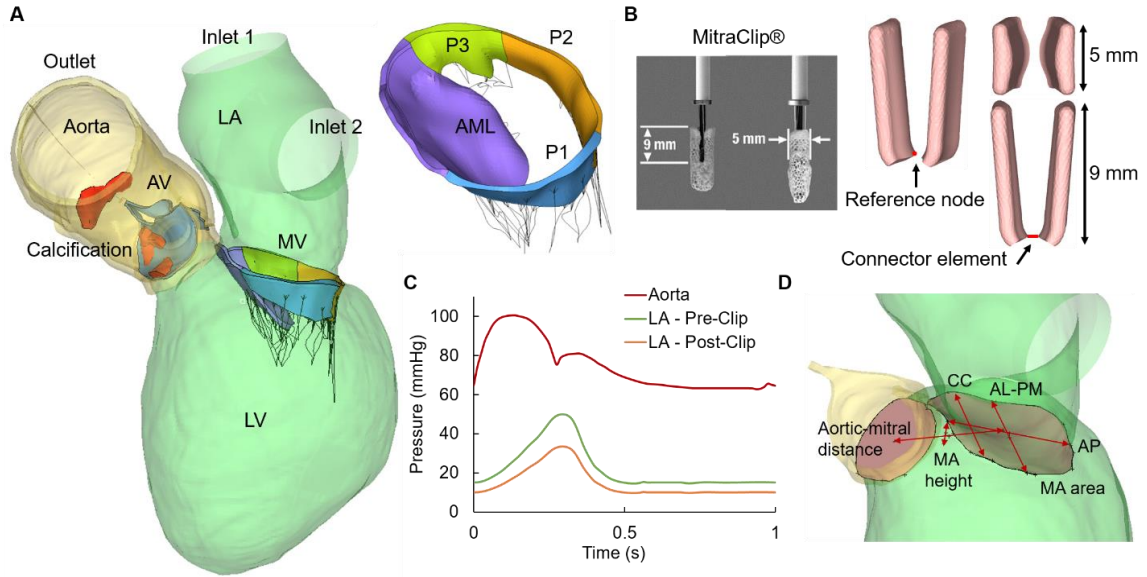 A
Inlet 1
Outlet
Aorta
LA
Inlet 2
AV
Calcification
MV
LV
P3
P2
AML
P1
B
MitraClip®
9 mm
5 mm
Reference node
5 mm
9 mm
Connector element
C
Aorta
LA - Pre-Clip
LA - Post-Clip
Pressure (mmHg)
120
100
80
60
40
20
0
0
0.5
1
Time (s)
D
CC
AL-PM
Aortic-mitral
distance
AP
MA
height
MA area